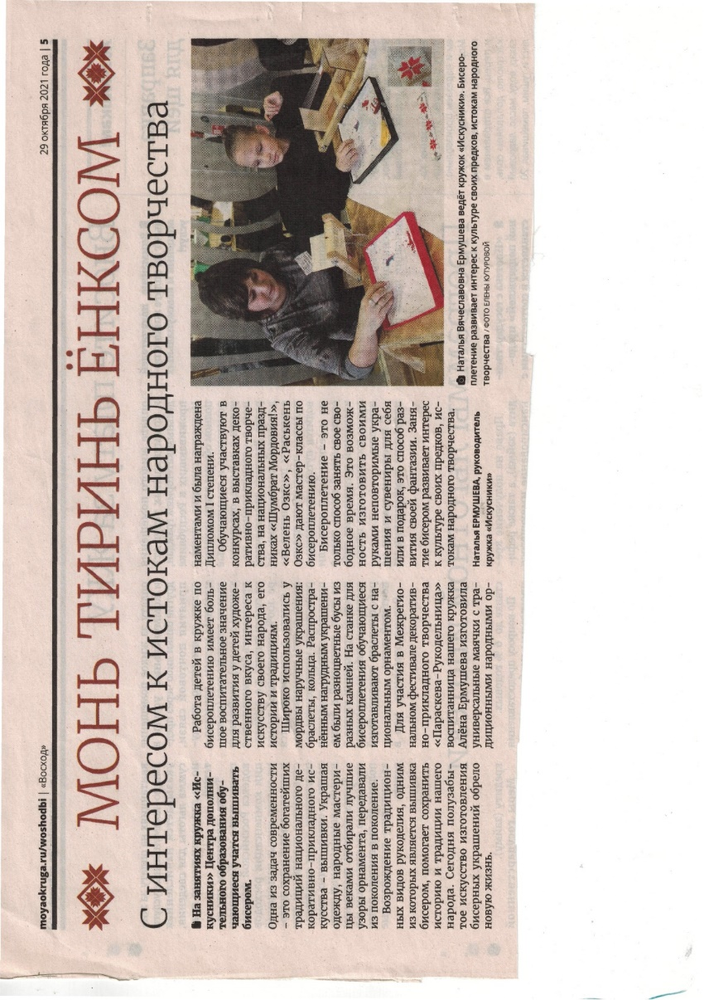 moyaokruga.ru/woshodbi | «Восход»
29 октября 2021 года | 5
МОНЬ ТИРИНЬ ЁНКСОМ
С интересом к истокам народного творчества
На занятиях кружка «Ис-
кусники» Центра дополни-
тельного образования обу-
чающиеся учатся вышивать
бисером.
Одна из задач современности
– это сохранение богатейших
традиций национального де-
коративно-прикладного ис-
кусства – вышивки. Украшая
одежду, народные мастери-
цы веками отбирали лучшие
узоры орнамента, передавали
из поколения в поколение.
Возрождение традицион-
ных видов рукоделия, одним
из которых является вышивка
бисером, помогает сохранить
историю и традиции нашего
народа. Сегодня полузабы-
тое искусство изготовления
бисерных украшений обрело
новую жизнь.
Работа детей в кружке по
бисероплетению имеет боль-
шое воспитательное значение
для развития у детей художе-
ственного вкуса, интереса к
искусству своего народа, его
истории и традициям.
Широко использовались у
мордвы наручные украшения:
браслеты, кольца. Распростра-
нённым нагрудным украшени-
ем были разноцветные бусы из
разных камней. На станке для
бисероплетения обучающиеся
изготавливают браслеты с на-
циональным орнаментом.
Для участия в Межрегио-
нальном фестивале декоратив-
но-прикладного творчества
«Параскева-Рукодельница»
воспитанница нашего кружка
Алёна Ермушева изготовила
универсальные маячки с тра-
диционными народными ор-
наментами и была награждена
Дипломом I степени.
Обучающиеся участвуют в
конкурсах, в выставках деко-
ративно-прикладного творче-
ства, на национальных празд-
никах «Шумбрат Мордовия!»,
«Велень Озкс», «Раськень
Озкс» дают мастер-классы по
бисероплетению.
Бисероплетение – это не
только способ занять свое сво-
бодное время. Это возмож-
ность изготовить своими
руками неповторимые укра-
шения и сувениры для себя
или в подарок, это способ раз-
вития своей фантазии. Заня-
тие бисером развивает интерес
к культуре своих предков, ис-
токам народного творчества.
Наталья ЕРМУШЕВА, руководитель
кружка «Искусники»
Наталья Вячеславовна Ермушева ведёт кружок «Искусники». Бисеро-
плетение развивает интерес к культуре своих предков, истокам народного
творчества / ФОТО ЕЛЕНЫ КУТУРОВОЙ